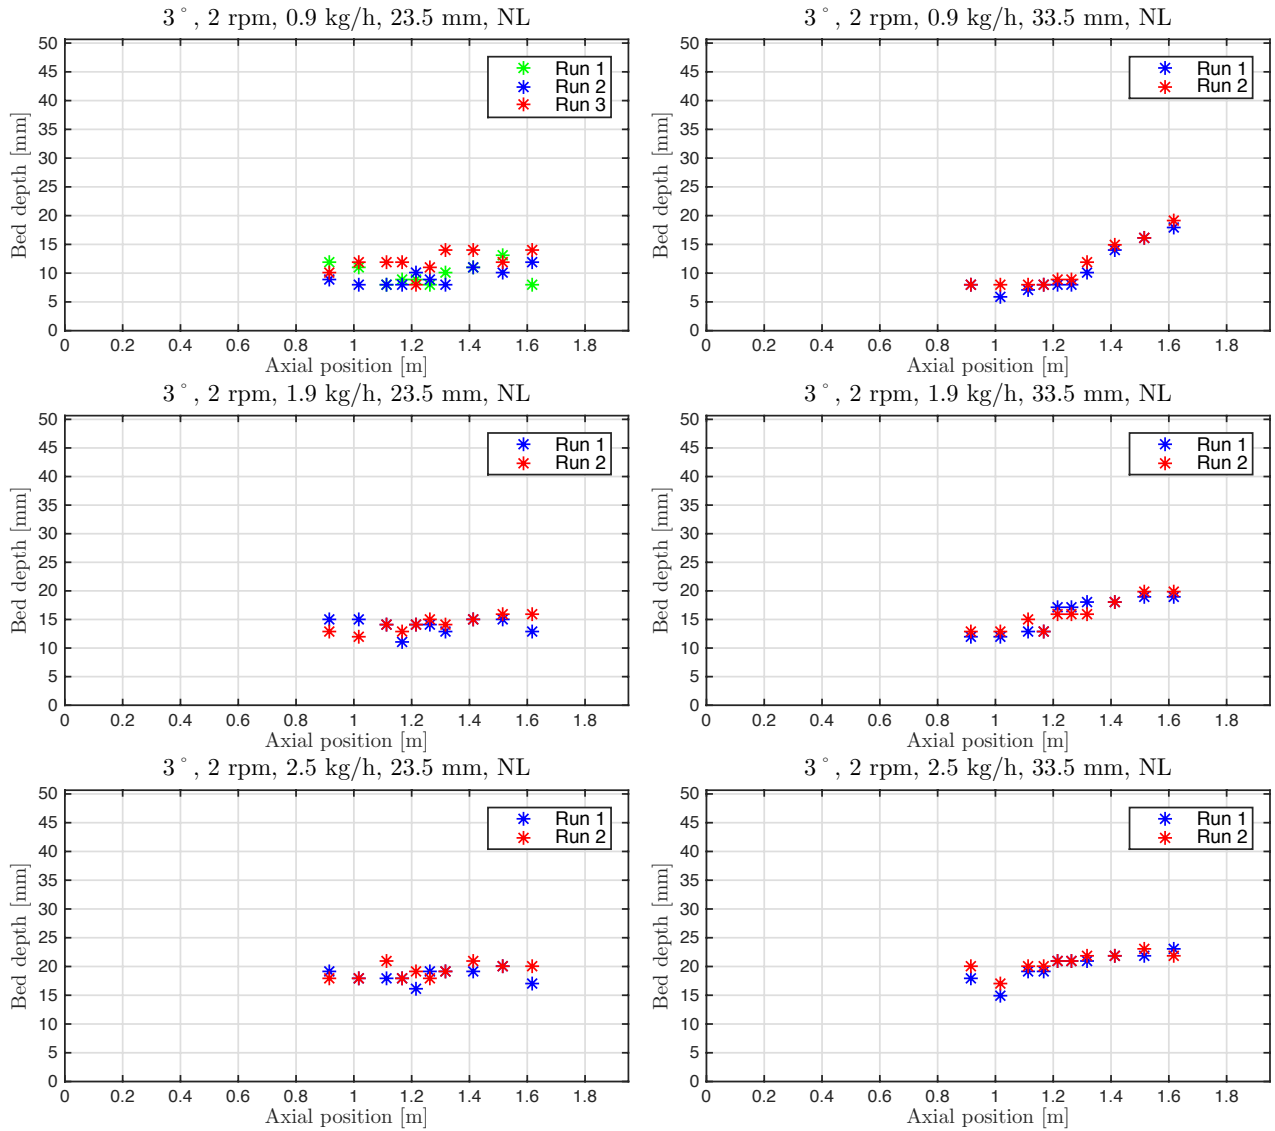 3°, 2 rpm, 0.9 kg/h, 23.5 mm, NL
50
45
40
35
30
25
20
15
10
5
0
Bed depth [mm]
Run 1
Run 2
Run 3
0 0.2 0.4 0.6 0.8 1 1.2 1.4 1.6 1.8
Axial position [m]
3°, 2 rpm, 0.9 kg/h, 33.5 mm, NL
50
45
40
35
30
25
20
15
10
5
0
Bed depth [mm]
Run 1
Run 2
0 0.2 0.4 0.6 0.8 1 1.2 1.4 1.6 1.8
Axial position [m]
3°, 2 rpm, 1.9 kg/h, 23.5 mm, NL
50
45
40
35
30
25
20
15
10
5
0
Bed depth [mm]
Run 1
Run 2
0 0.2 0.4 0.6 0.8 1 1.2 1.4 1.6 1.8
Axial position [m]
3°, 2 rpm, 1.9 kg/h, 33.5 mm, NL
50
45
40
35
30
25
20
15
10
5
0
Bed depth [mm]
Run 1
Run 2
0 0.2 0.4 0.6 0.8 1 1.2 1.4 1.6 1.8
Axial position [m]
3°, 2 rpm, 2.5 kg/h, 23.5 mm, NL
50
45
40
35
30
25
20
15
10
5
0
Bed depth [mm]
Run 1
Run 2
0 0.2 0.4 0.6 0.8 1 1.2 1.4 1.6 1.8
Axial position [m]
3°, 2 rpm, 2.5 kg/h, 33.5 mm, NL
50
45
40
35
30
25
20
15
10
5
0
Bed depth [mm]
Run 1
Run 2
0 0.2 0.4 0.6 0.8 1 1.2 1.4 1.6 1.8
Axial position [m]